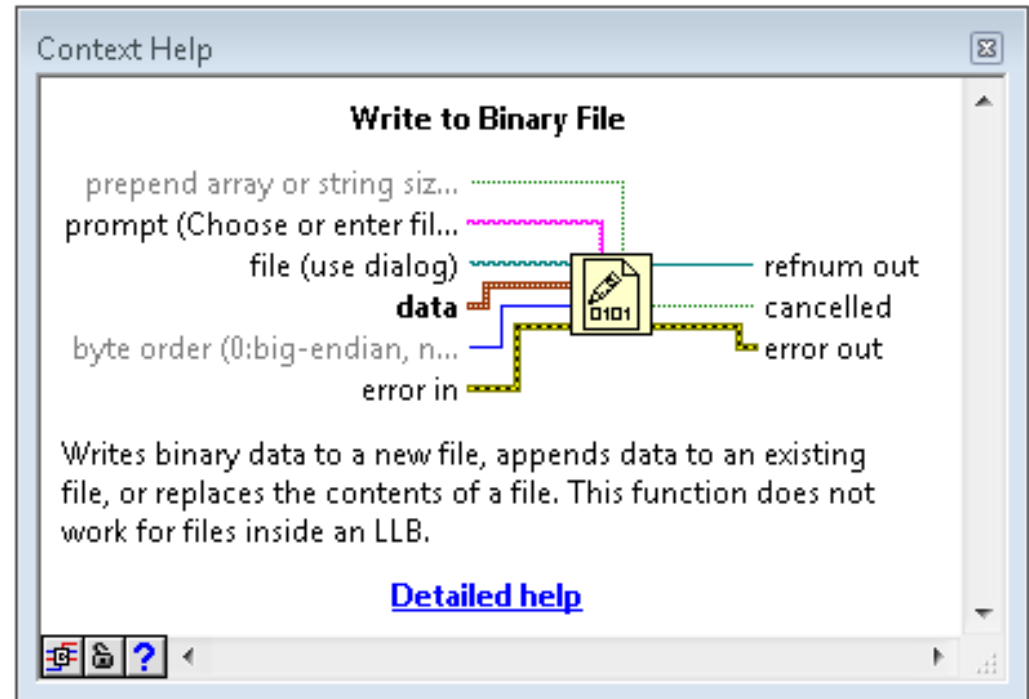 Context Help
Write to Binary File
prepend array or string siz...
prompt (Choose or enter fil...
file (use dialog)
refnum out
data
cancelled
byte order (0:big-endian, n...
error out
error in
0101
Writes binary data to a new file, appends data to an existing
file, or replaces the contents of a file. This function does not
work for files inside an LLB.
Detailed help
?